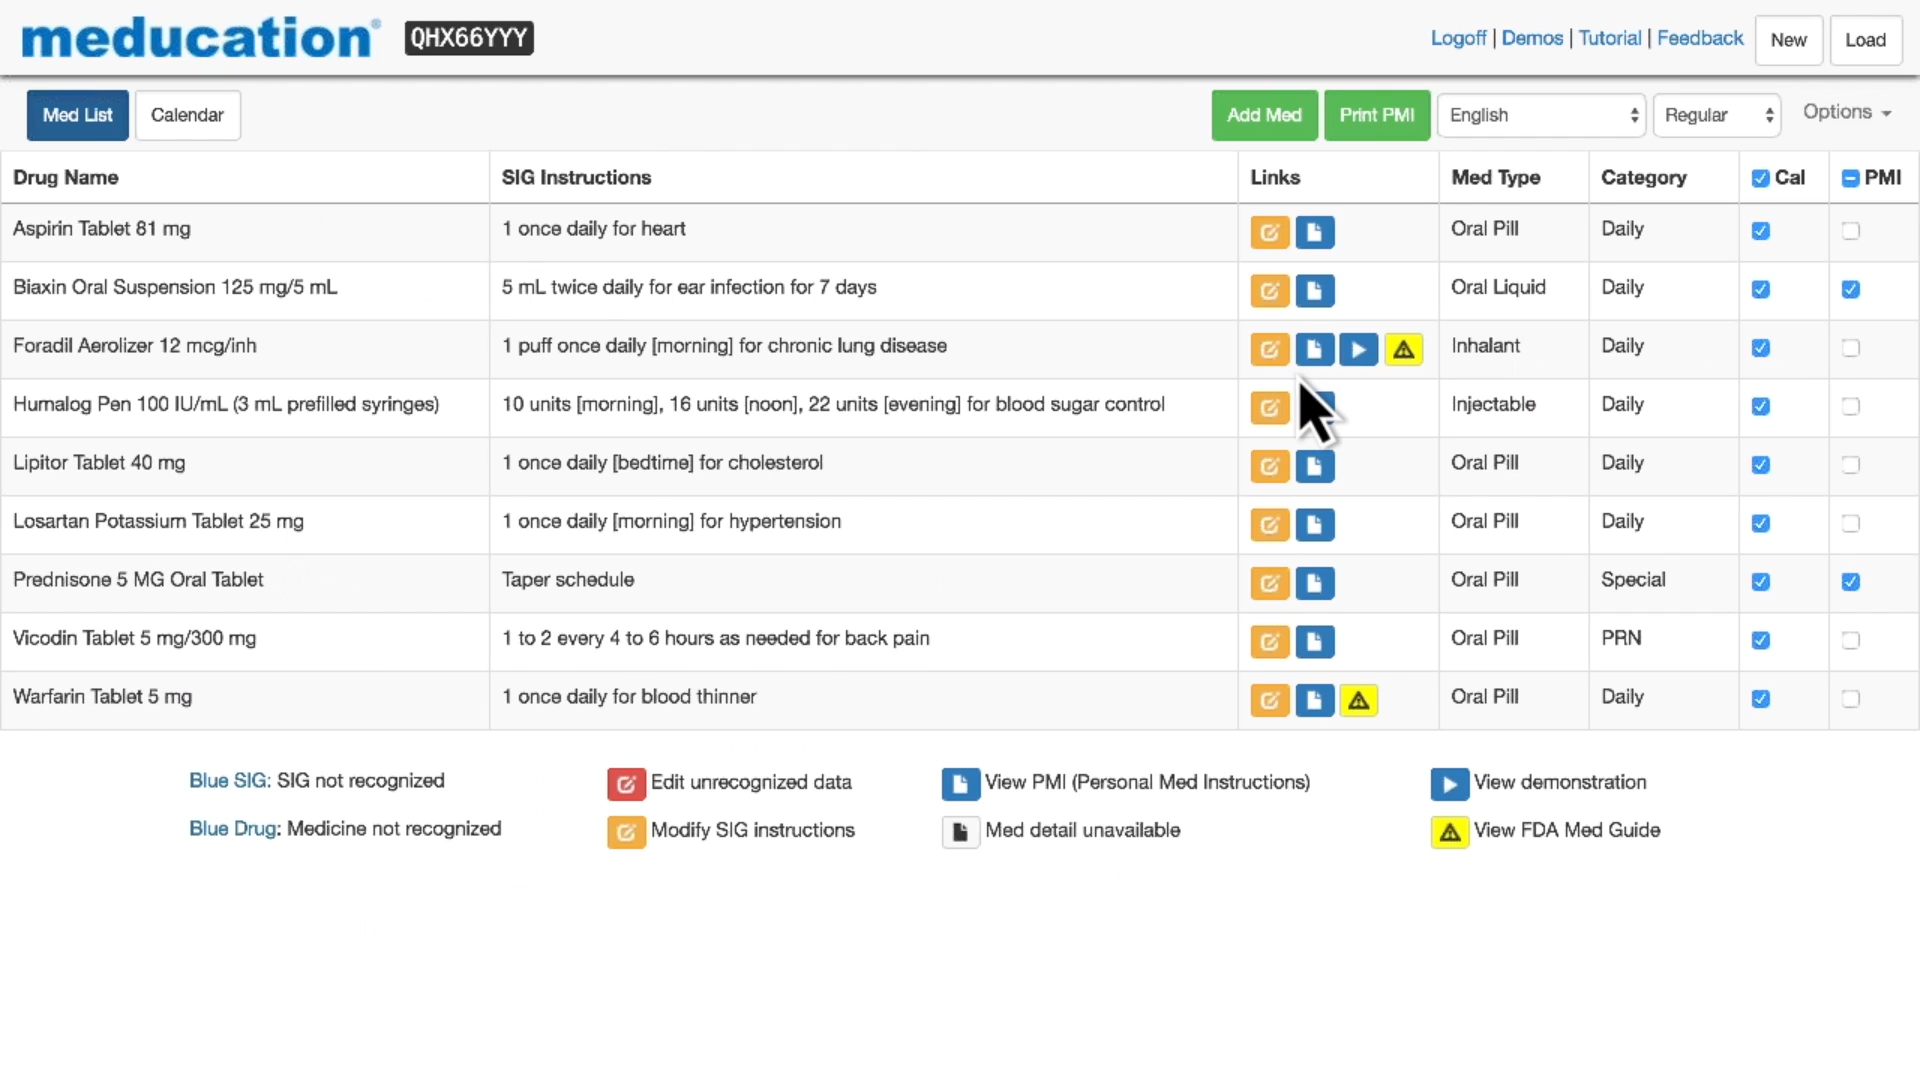 meducation® QHX66YYY Logoff | Demos | Tutorial | Feedback New Load
Med List Calendar Add Med Print PMI English Regular Options
Drug Name SIG Instructions Links Med Type Category Cal PMI
Aspirin Tablet 81 mg 1 once daily for heart Oral Pill Daily
Biaxin Oral Suspension 125 mg/5 mL 5 mL twice daily for ear infection for 7 days Oral Liquid Daily
Foradil Aerolizer 12 mcg/inh 1 puff once daily [morning] for chronic lung disease Inhalant Daily
Humalog Pen 100 IU/mL (3 mL prefilled syringes) 10 units [morning], 16 units [noon], 22 units [evening] for blood sugar control Injectable Daily
Lipitor Tablet 40 mg 1 once daily [bedtime] for cholesterol Oral Pill Daily
Losartan Potassium Tablet 25 mg 1 once daily [morning] for hypertension Oral Pill Daily
Prednisone 5 MG Oral Tablet Taper schedule Oral Pill Special
Vicodin Tablet 5 mg/300 mg 1 to 2 every 4 to 6 hours as needed for back pain Oral Pill PRN
Warfarin Tablet 5 mg 1 once daily for blood thinner Oral Pill Daily
Blue SIG: SIG not recognized Edit unrecognized data View PMI (Personal Med Instructions) View demonstration
Blue Drug: Medicine not recognized Modify SIG instructions Med detail unavailable View FDA Med Guide